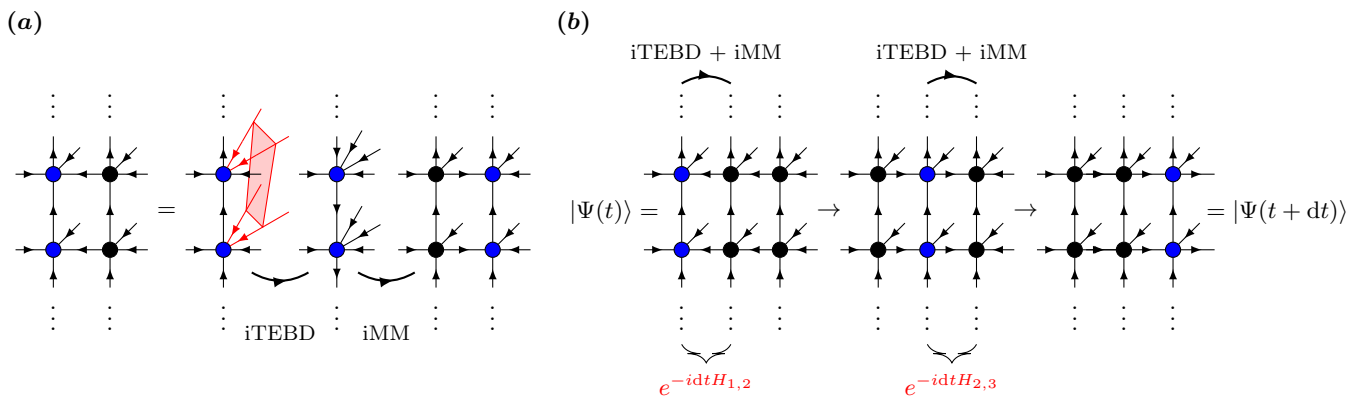 (a)
=
iTEBD
iMM
(b)
iTEBD + iMM
iTEBD + iMM
|Ψ(t)⟩ =
→
→
= |Ψ(t + dt)⟩
e^{-idtH_{1,2}}
e^{-idtH_{2,3}}